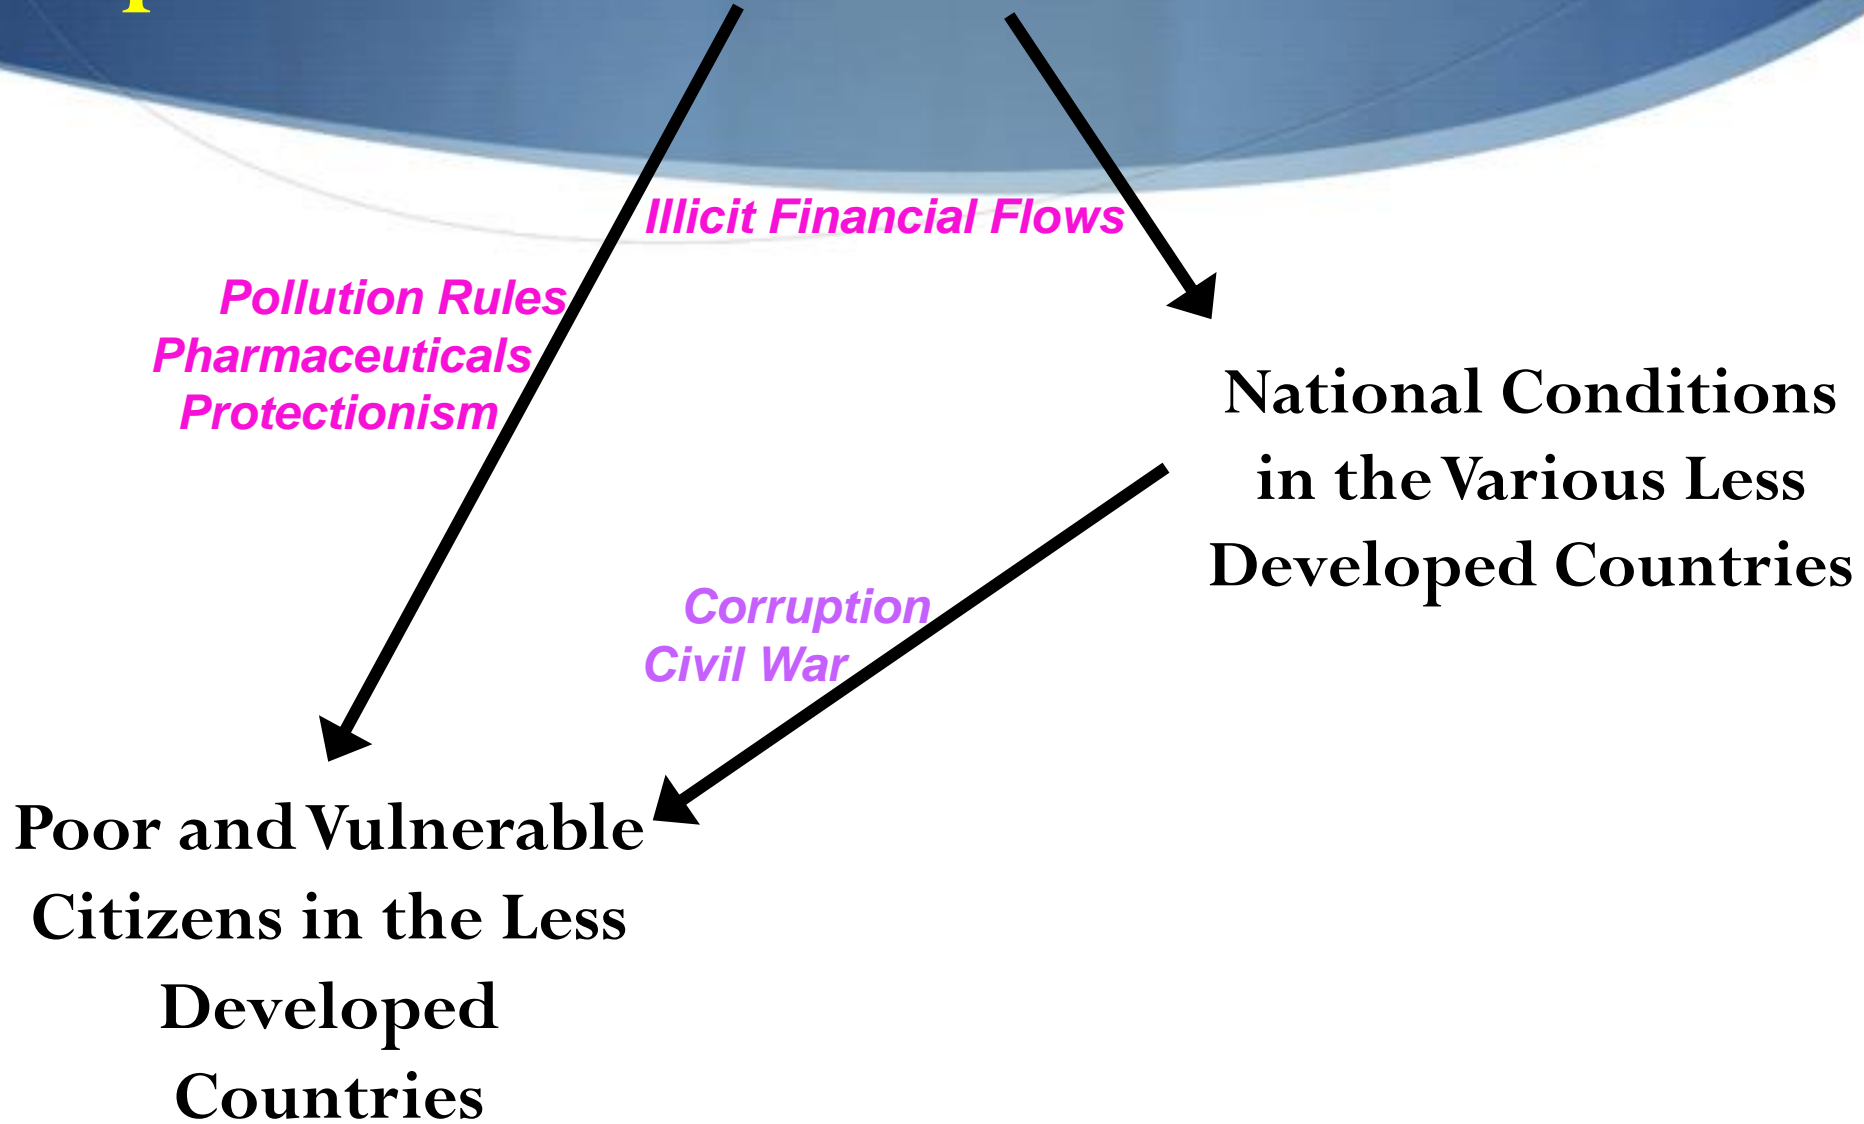 Illicit Financial Flows
Pollution Rules
Pharmaceuticals
Protectionism
National Conditions
in the Various Less
Developed Countries
Corruption
Civil War
Poor and Vulnerable
Citizens in the Less
Developed
Countries